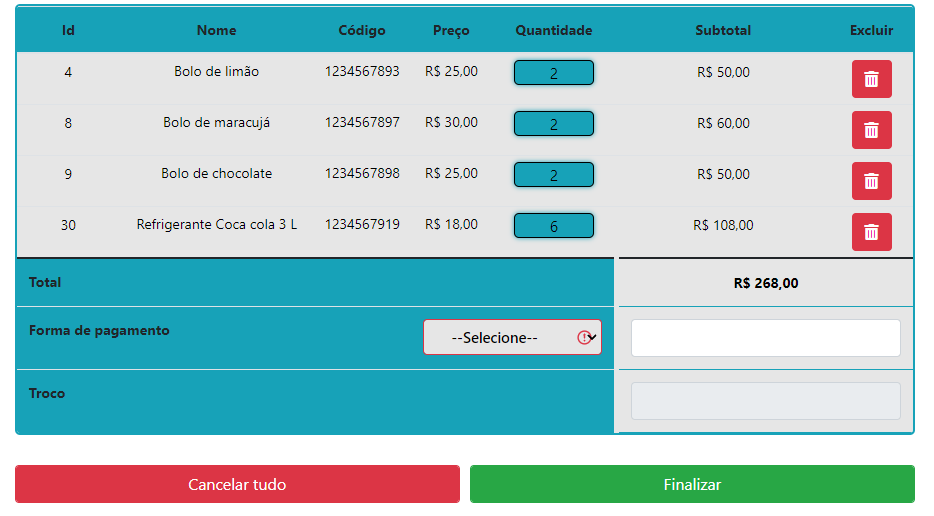 Id Nome Código Preço Quantidade Subtotal Excluir
4 Bolo de limão 1234567893 R$ 25,00 2 R$ 50,00
8 Bolo de maracujá 1234567897 R$ 30,00 2 R$ 60,00
9 Bolo de chocolate 1234567898 R$ 25,00 2 R$ 50,00
30 Refrigerante Coca cola 3 L 1234567919 R$ 18,00 6 R$ 108,00
Total R$ 268,00
Forma de pagamento --Selecione--
Troco
Cancelar tudo Finalizar